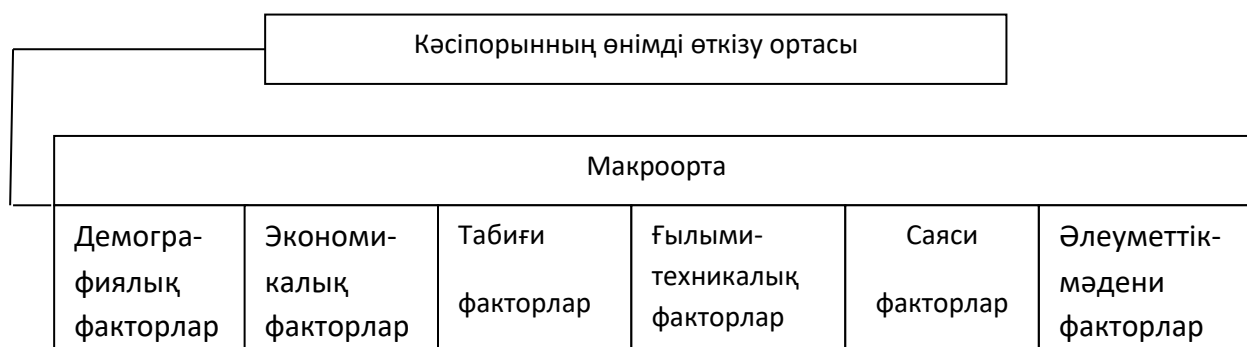 Кәсіпорынның өнімді өткізу ортасы
Макроорта
Демогра-
фиялық
факторлар
Экономи-
калық
факторлар
Табиғи
факторлар
Ғылыми-
техникалық
факторлар
Саяси
факторлар
Әлеуметтік-
мәдени
факторлар